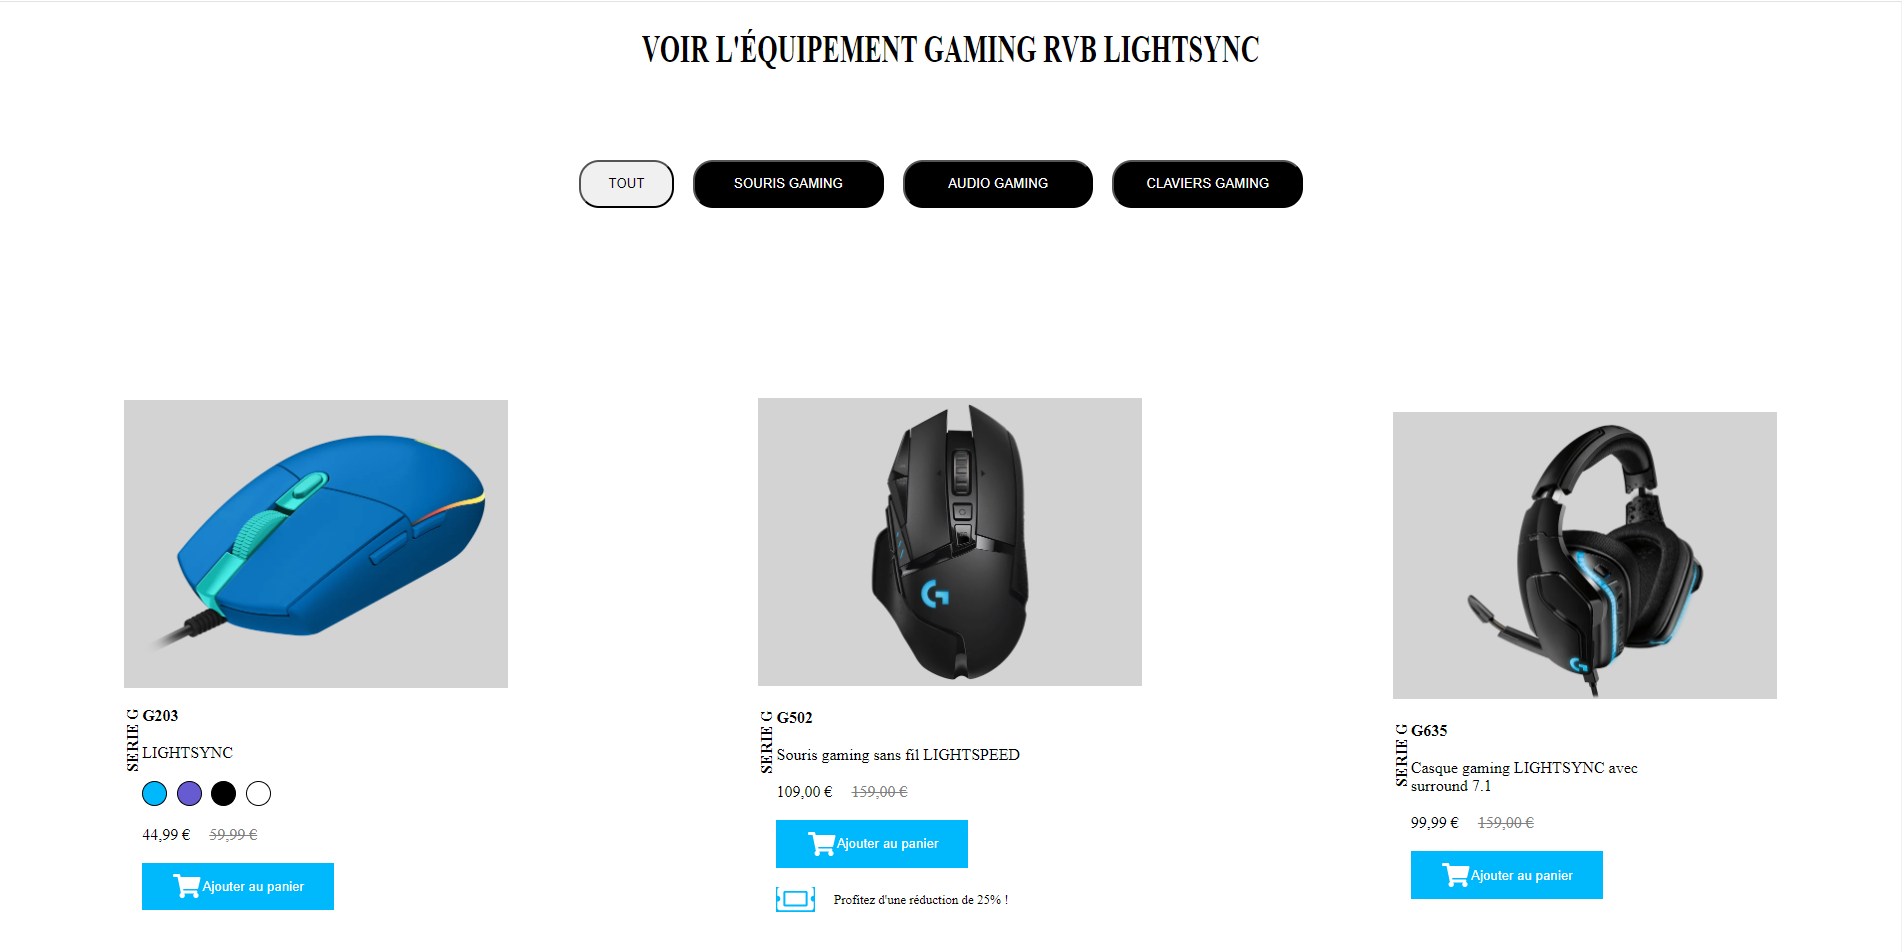 VOIR L'ÉQUIPEMENT GAMING RVB LIGHTSYNC
TOUT
SOURIS GAMING
AUDIO GAMING
CLAVIERS GAMING
SERIE G
G203
LIGHTSYNC
44,99 € 59,99 €
Ajouter au panier
SERIE G
G502
Souris gaming sans fil LIGHTSPEED
109,00 € 159,00 €
Ajouter au panier
Profitez d'une réduction de 25% !
SERIE G
G635
Casque gaming LIGHTSYNC avec
surround 7.1
99,99 € 159,00 €
Ajouter au panier